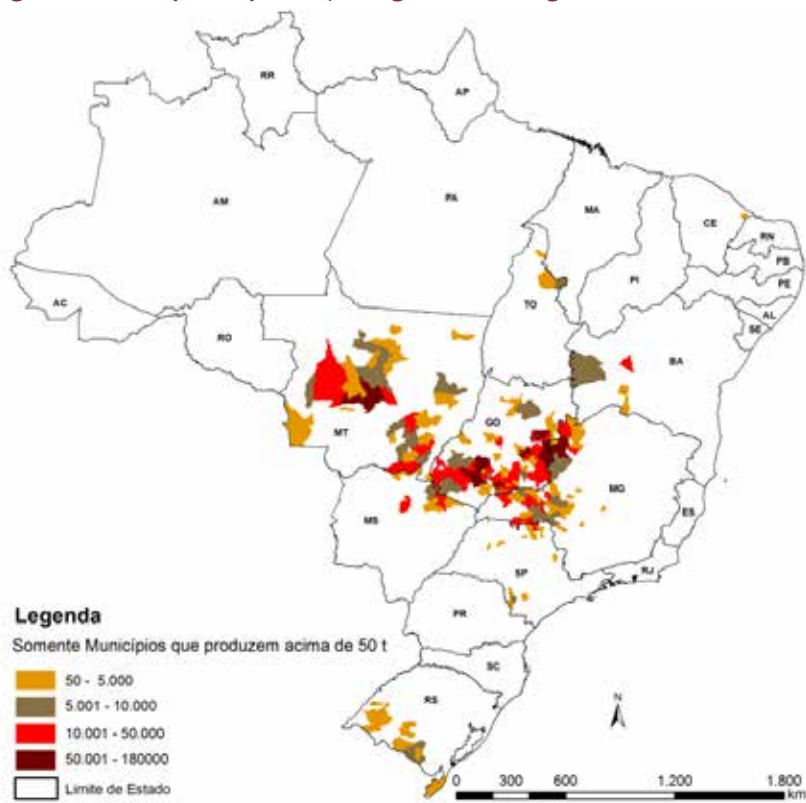 RR
AP
AM
PA
MA
CE
RN
PB
PE
PI
AL
SE
AC
TO
RO
BA
MT
GO
MG
MS
ES
SP
RJ
PR
SC
RS
Legenda
Somente Municípios que produzem acima de 50 t
50 - 5.000
5.001 - 10.000
10.001 - 50.000
50.001 - 180000
Limite de Estado
N
0 300 600 1.200 1.800
km